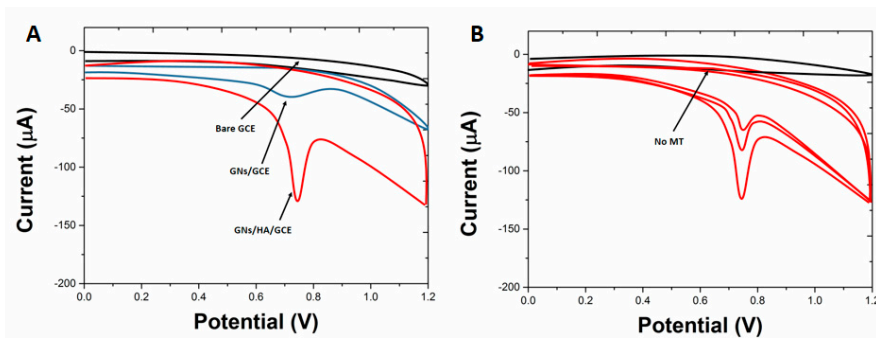 A
Current (µA)
0
-50
-100
-150
-200
Bare GCE
GNs/GCE
GNs/HA/GCE
0.0 0.2 0.4 0.6 0.8 1.0 1.2
Potential (V)
B
Current (µA)
0
-50
-100
-150
-200
No MT
0.0 0.2 0.4 0.6 0.8 1.0 1.2
Potential (V)